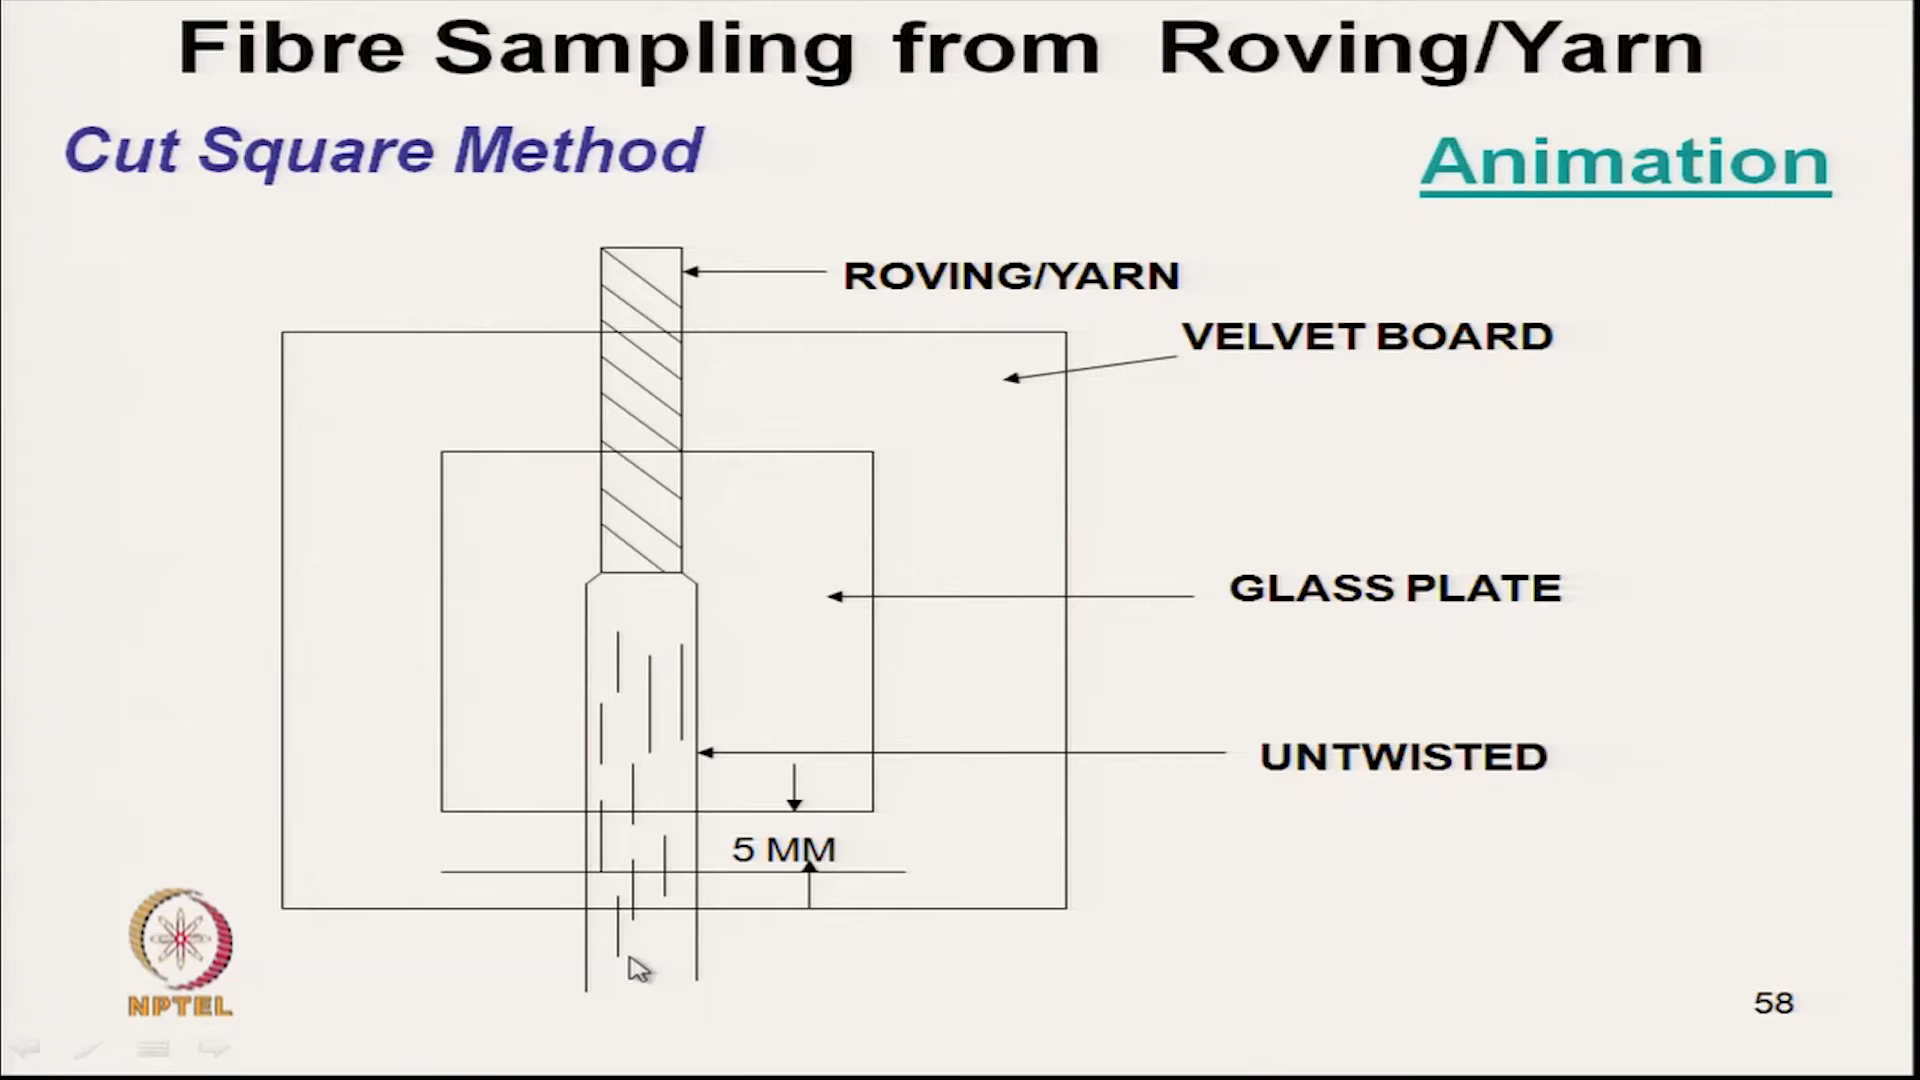 Fibre Sampling from Roving/Yarn
Cut Square Method
Animation
ROVING/YARN
VELVET BOARD
GLASS PLATE
UNTWISTED
5 MM
NPTEL
58